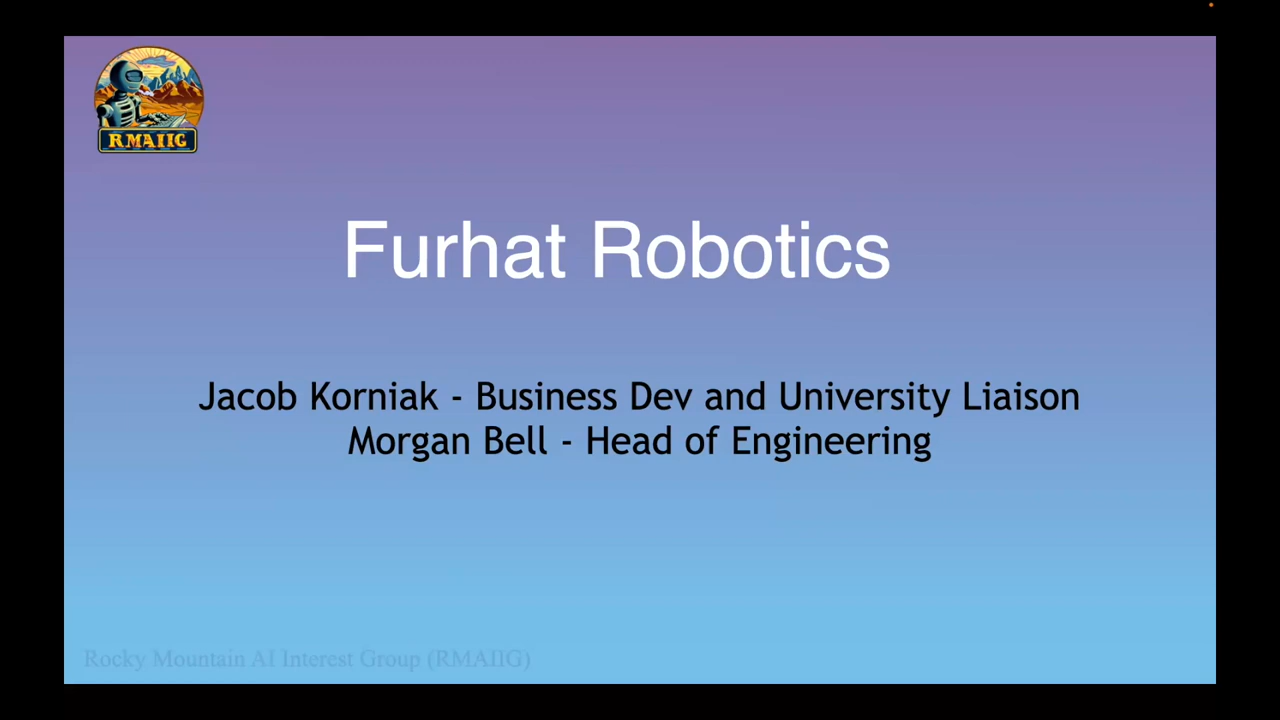 RMAIIG
Furhat Robotics
Jacob Korniak - Business Dev and University Liaison
Morgan Bell - Head of Engineering
Rocky Mountain AI Interest Group (RMAIIG)